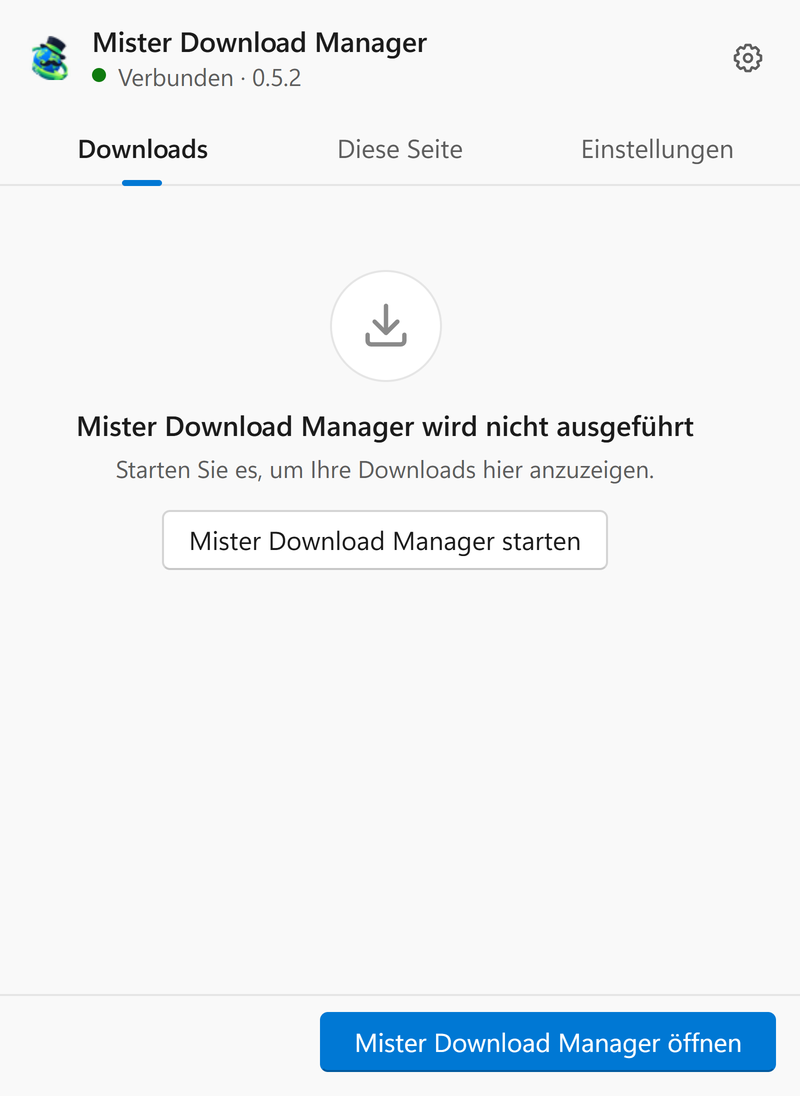 Mister Download Manager
Verbunden · 0.5.2
Downloads Diese Seite Einstellungen
Mister Download Manager wird nicht ausgeführt
Starten Sie es, um Ihre Downloads hier anzuzeigen.
Mister Download Manager starten
Mister Download Manager öffnen